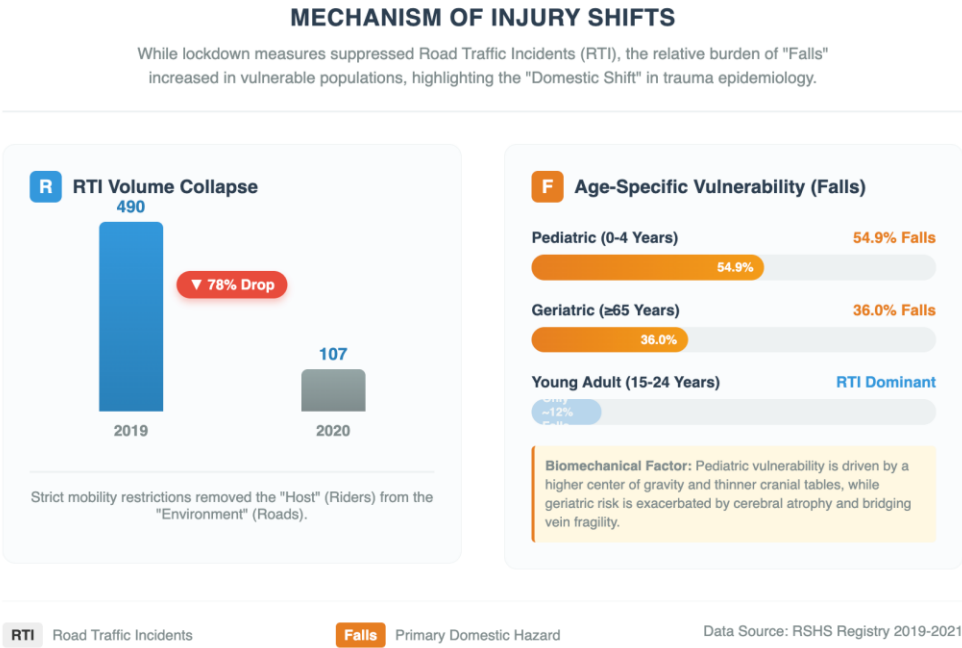 MECHANISM OF INJURY SHIFTS
While lockdown measures suppressed Road Traffic Incidents (RTI), the relative burden of "Falls"
increased in vulnerable populations, highlighting the "Domestic Shift" in trauma epidemiology.
R RTI Volume Collapse
490
▼ 78% Drop
107
2019 2020
Strict mobility restrictions removed the "Host" (Riders) from the
"Environment" (Roads).
F Age-Specific Vulnerability (Falls)
Pediatric (0-4 Years) 54.9% Falls
54.9%
Geriatric (≥65 Years) 36.0% Falls
36.0%
Young Adult (15-24 Years) RTI Dominant
Only
~12%
Falls
Biomechanical Factor: Pediatric vulnerability is driven by a
higher center of gravity and thinner cranial tables, while
geriatric risk is exacerbated by cerebral atrophy and bridging
vein fragility.
RTI Road Traffic Incidents
Falls Primary Domestic Hazard
Data Source: RSHS Registry 2019-2021